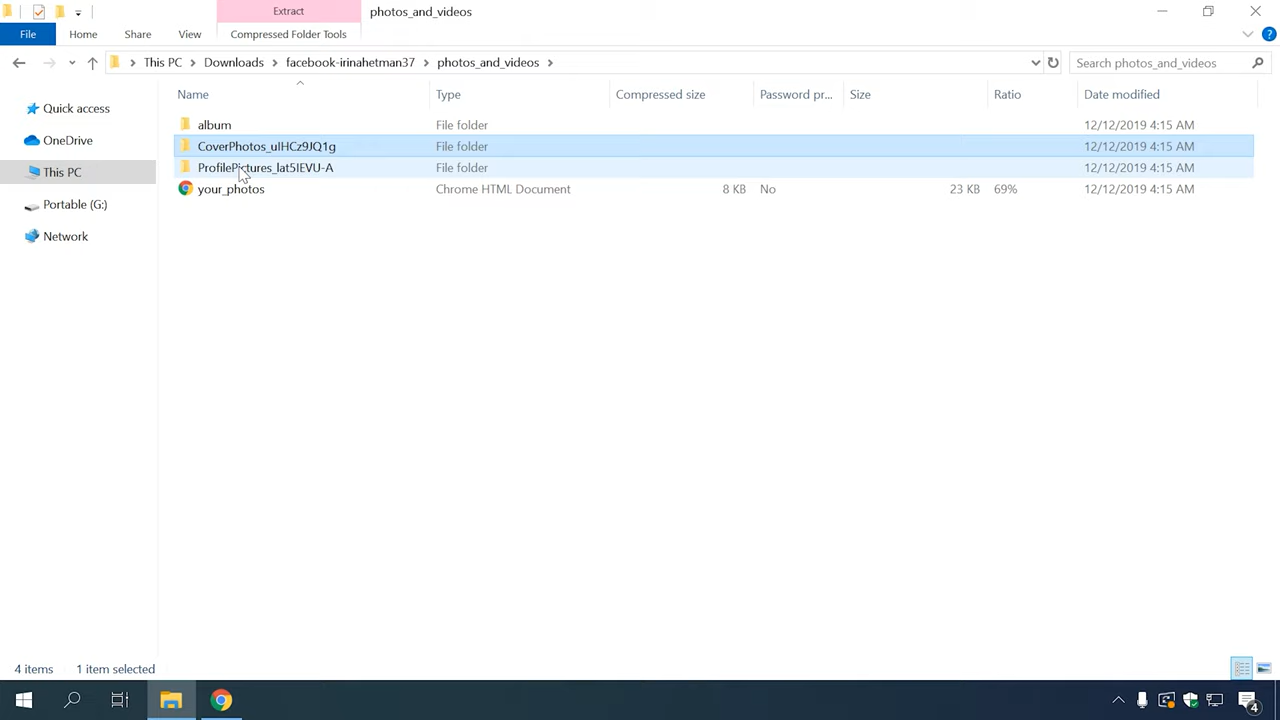 Extract
photos_and_videos
File
Home
Share
View
Compressed Folder Tools
This PC
Downloads
facebook-irinahetman37
photos_and_videos
Search photos_and_videos
Name
Type
Compressed size
Password pr...
Size
Ratio
Date modified
Quick access
OneDrive
This PC
Portable (G:)
Network
album File folder 12/12/2019 4:15 AM
CoverPhotos_uIHCz9JQ1g File folder 12/12/2019 4:15 AM
ProfilePictures_lat5IEVU-A File folder 12/12/2019 4:15 AM
your_photos Chrome HTML Document 8 KB No 23 KB 69% 12/12/2019 4:15 AM
4 items
1 item selected
4